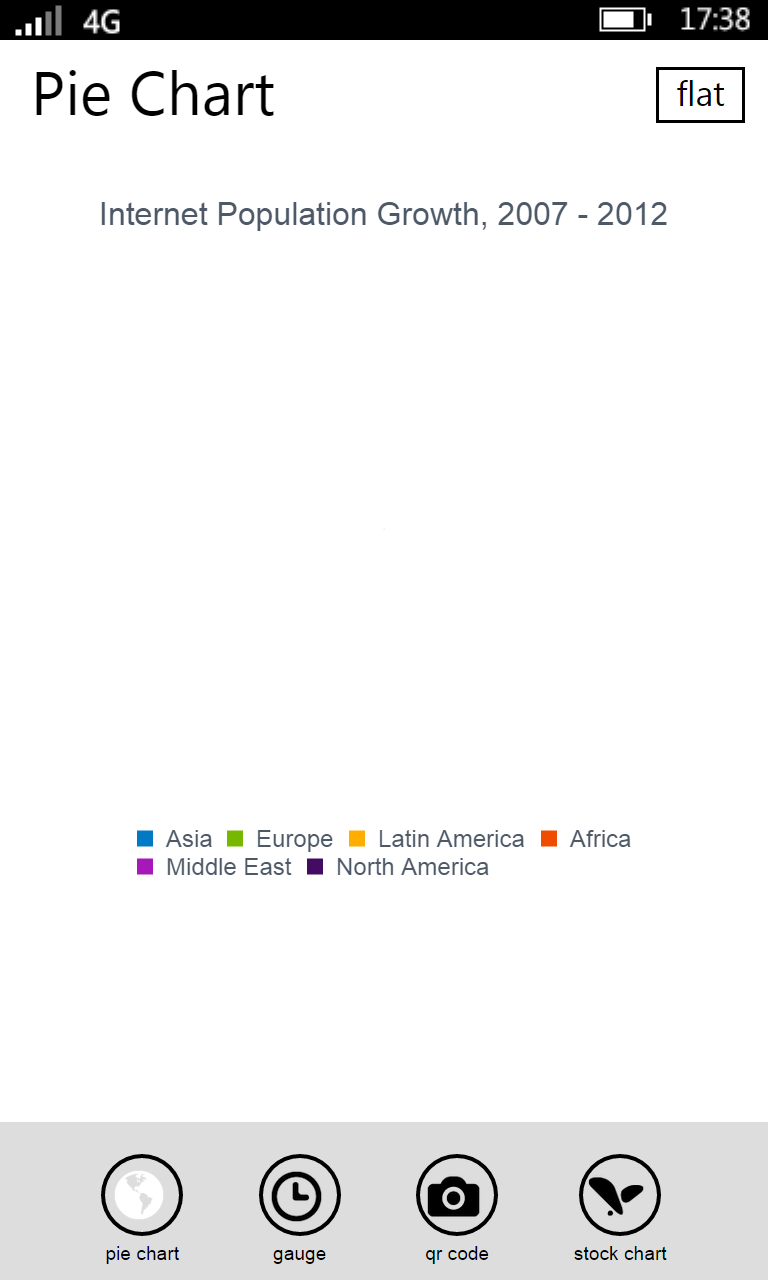 4G 17:38
Pie Chart flat
Internet Population Growth, 2007 - 2012
Asia Europe Latin America Africa
Middle East North America
pie chart gauge qr code stock chart